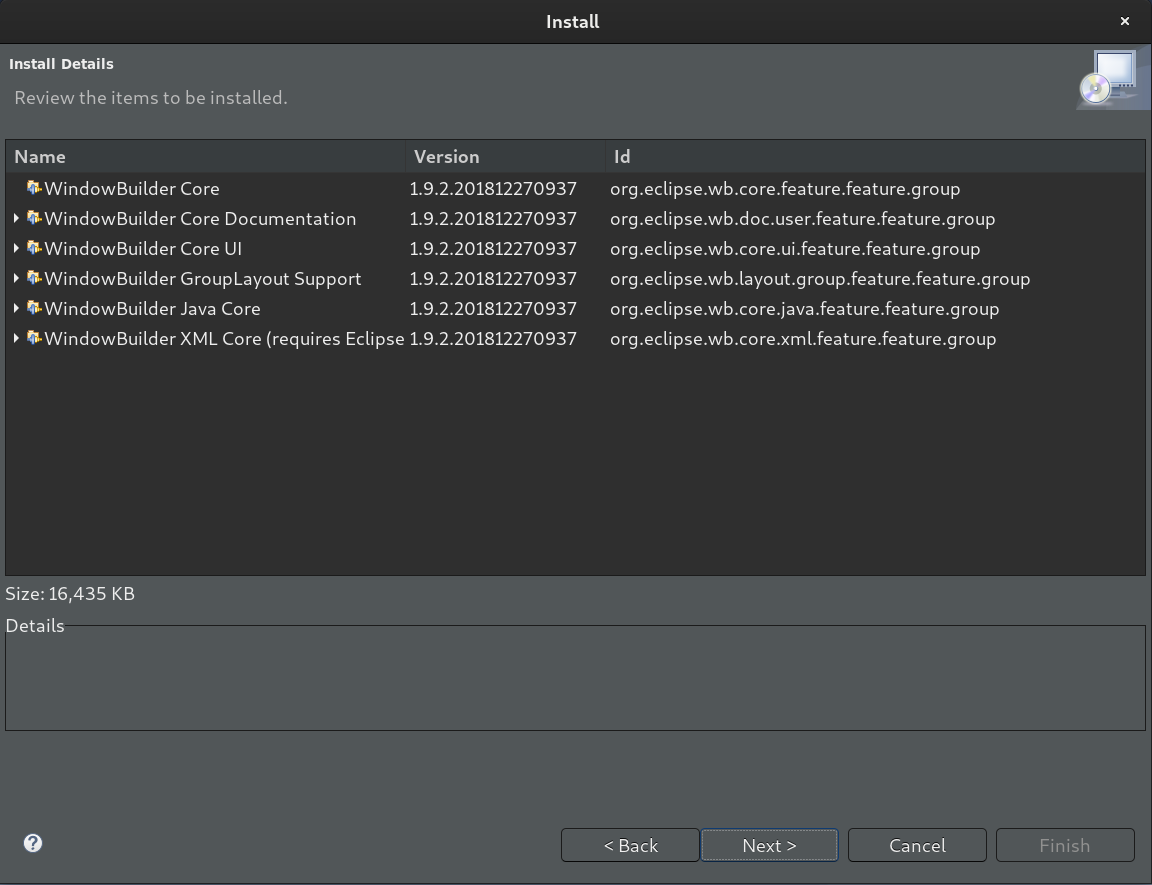 Install
Install Details
Review the items to be installed.
Name Version Id
WindowBuilder Core 1.9.2.201812270937 org.eclipse.wb.core.feature.feature.group
WindowBuilder Core Documentation 1.9.2.201812270937 org.eclipse.wb.doc.user.feature.feature.group
WindowBuilder Core UI 1.9.2.201812270937 org.eclipse.wb.core.ui.feature.feature.group
WindowBuilder GroupLayout Support 1.9.2.201812270937 org.eclipse.wb.layout.group.feature.feature.group
WindowBuilder Java Core 1.9.2.201812270937 org.eclipse.wb.core.java.feature.feature.group
WindowBuilder XML Core (requires Eclipse 1.9.2.201812270937 org.eclipse.wb.core.xml.feature.feature.group
Size: 16,435 KB
Details
< Back Next > Cancel Finish